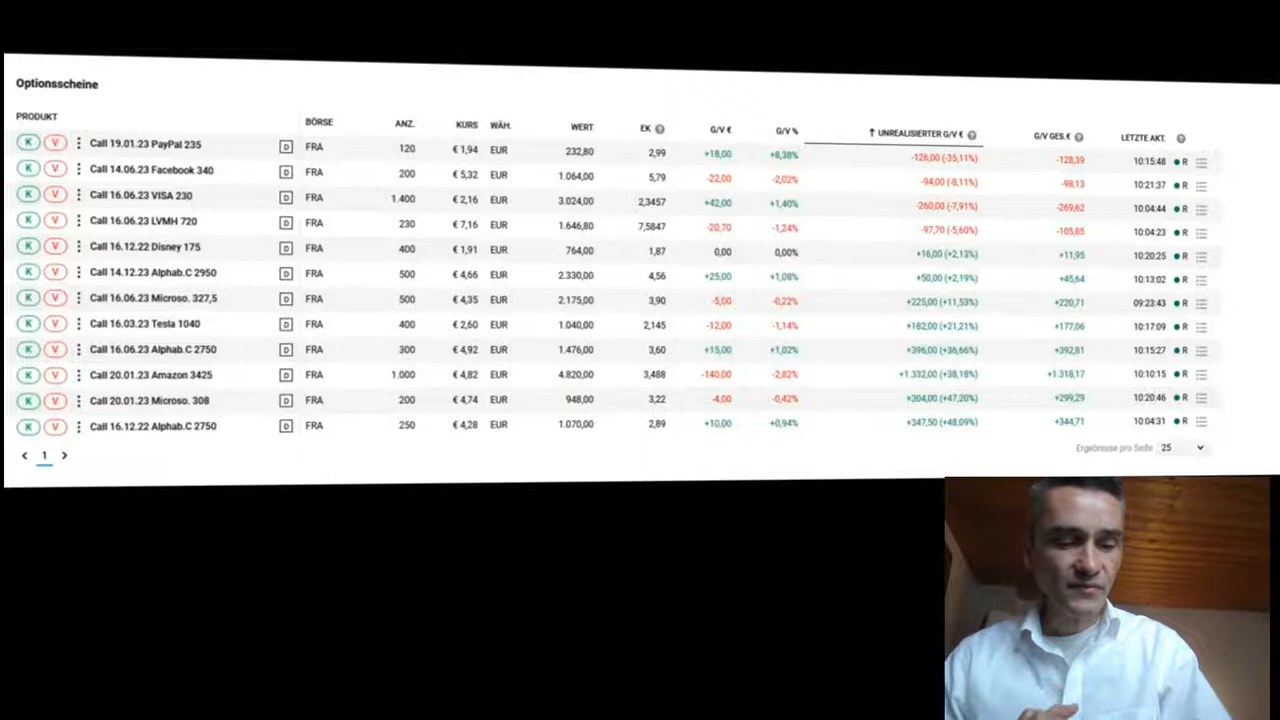 Optionsscheine
PRODUKT BÖRSE ANZ. KURS WÄH. WERT EK ? G/V € G/V % ↑ UNREALISIERTER G/V € ? G/V GES.€ ? LETZTE AKT. ?
K V Call 19.01.23 PayPal 235 D FRA 120 € 1,94 EUR 232,80 2,99 +18,00 +8,38% -126,00 (-35,11%) -128,39 10:15:48 R
K V Call 14.06.23 Facebook 340 D FRA 200 € 5,32 EUR 1.064,00 5,79 -22,00 -2,02% -94,00 (-8,11%) -98,13 10:21:37 R
K V Call 16.06.23 VISA 230 D FRA 1.400 € 2,16 EUR 3.024,00 2,3457 +42,00 +1,40% -260,00 (-7,91%) -269,62 10:04:44 R
K V Call 16.06.23 LVMH 720 D FRA 230 € 7,16 EUR 1.646,80 7,5847 -20,70 -1,24% -97,70 (-5,60%) -105,85 10:04:23 R
K V Call 16.12.22 Disney 175 D FRA 400 € 1,91 EUR 764,00 1,87 0,00 0,00% +16,00 (+2,13%) +11,95 10:20:25 R
K V Call 14.12.23 Alphab.C 2950 D FRA 500 € 4,66 EUR 2.330,00 4,56 +25,00 +1,08% +50,00 (+2,19%) +45,64 10:13:02 R
K V Call 16.06.23 Microso. 327,5 D FRA 500 € 4,35 EUR 2.175,00 3,90 -5,00 -0,22% +225,00 (+11,53%) +220,71 09:23:43 R
K V Call 16.03.23 Tesla 1040 D FRA 400 € 2,60 EUR 1.040,00 2,145 -12,00 -1,14% +182,00 (+21,21%) +177,06 10:17:09 R
K V Call 16.06.23 Alphab.C 2750 D FRA 300 € 4,92 EUR 1.476,00 3,60 +15,00 +1,02% +396,00 (+36,66%) +392,81 10:15:27 R
K V Call 20.01.23 Amazon 3425 D FRA 1.000 € 4,82 EUR 4.820,00 3,488 -140,00 -2,82% +1.332,00 (+38,18%) +1.318,17 10:10:15 R
K V Call 20.01.23 Microso. 308 D FRA 200 € 4,74 EUR 948,00 3,22 -4,00 -0,42% +304,00 (+47,20%) +299,29 10:20:46 R
K V Call 16.12.22 Alphab.C 2750 D FRA 250 € 4,28 EUR 1.070,00 2,89 +10,00 +0,94% +347,50 (+48,09%) +344,71 10:04:31 R
< 1 > Ergebnisse pro Seite 25